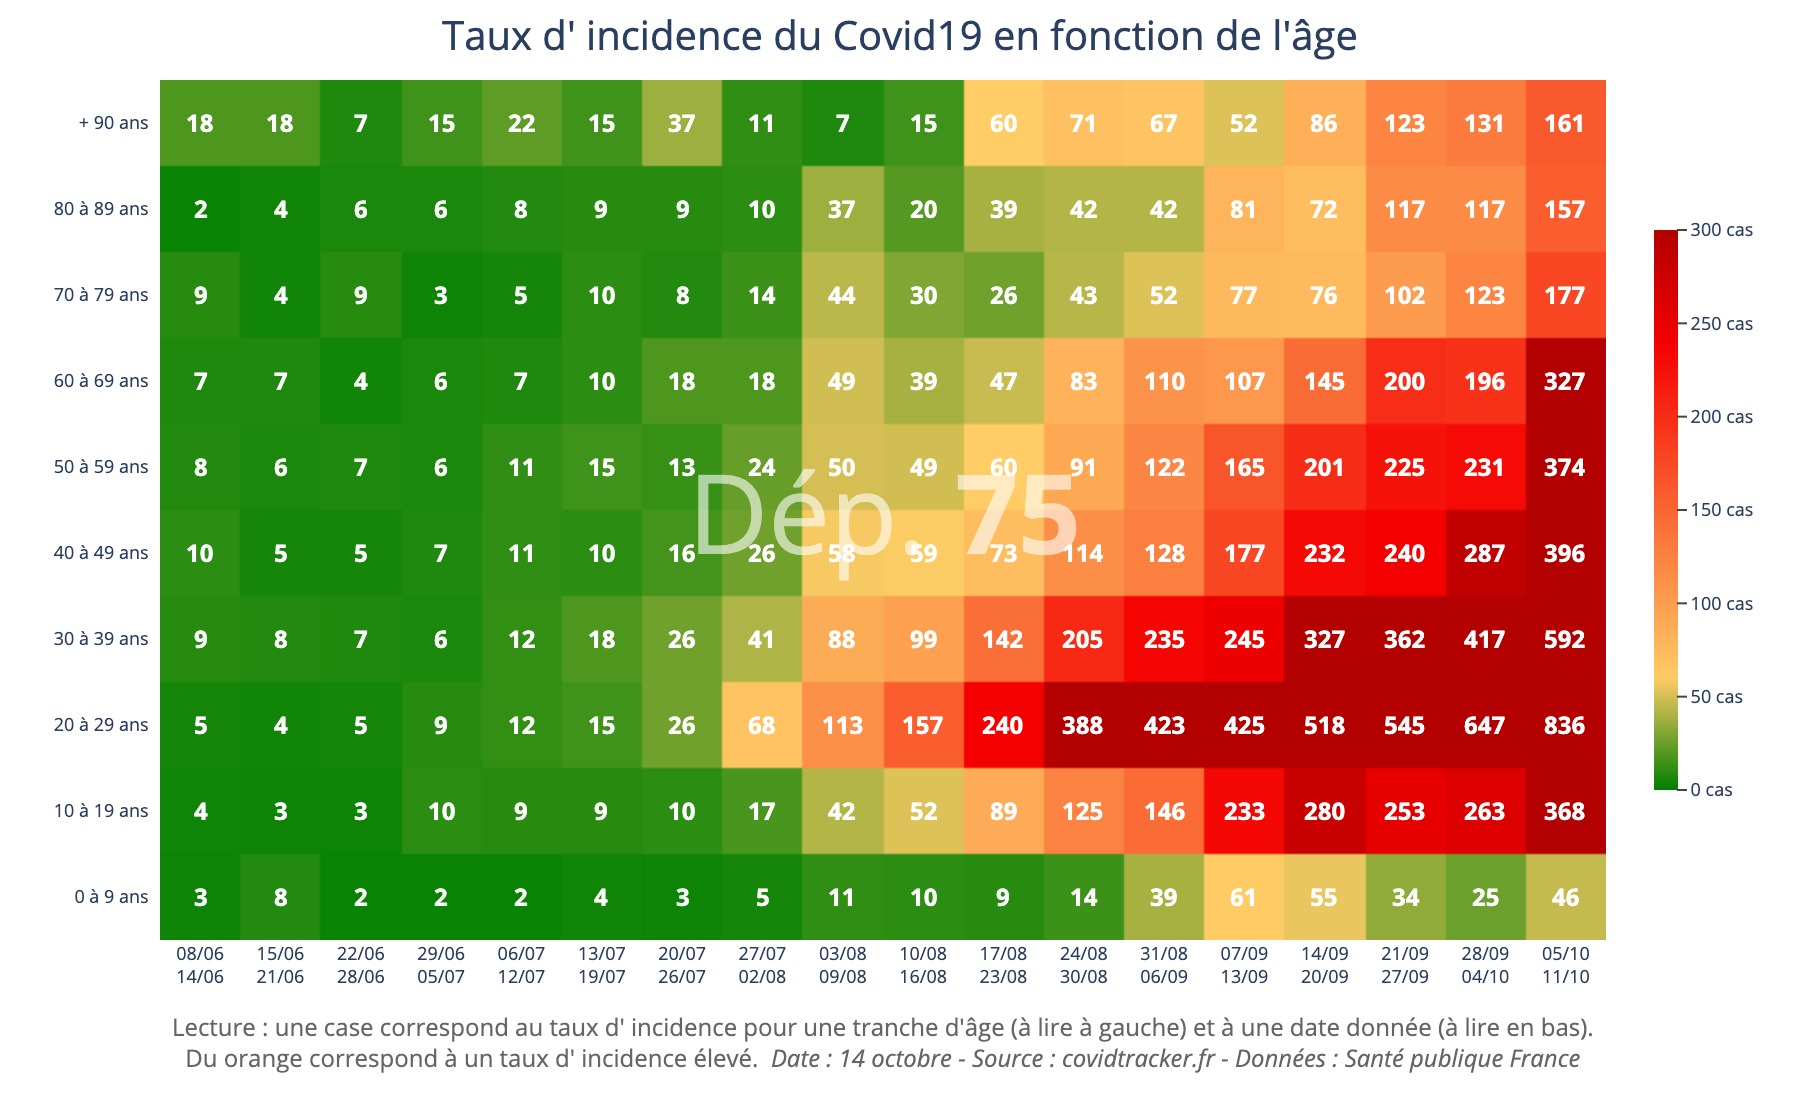 Taux d' incidence du Covid19 en fonction de l'âge
+ 90 ans 18 18 7 15 22 15 37 11 7 15 60 71 67 52 86 123 131 161
80 à 89 ans 2 4 6 6 8 9 9 10 37 20 39 42 42 81 72 117 117 157
70 à 79 ans 9 4 9 3 5 10 8 14 44 30 26 43 52 77 76 102 123 177
60 à 69 ans 7 7 4 6 7 10 18 18 49 39 47 83 110 107 145 200 196 327
50 à 59 ans 8 6 7 6 11 15 13 24 50 49 60 91 122 165 201 225 231 374
Dép. 75
40 à 49 ans 10 5 5 7 11 10 16 26 58 59 73 114 128 177 232 240 287 396
30 à 39 ans 9 8 7 6 12 18 26 41 88 99 142 205 235 245 327 362 417 592
20 à 29 ans 5 4 5 9 12 15 26 68 113 157 240 388 423 425 518 545 647 836
10 à 19 ans 4 3 3 10 9 9 10 17 42 52 89 125 146 233 280 253 263 368
0 à 9 ans 3 8 2 2 2 4 3 5 11 10 9 14 39 61 55 34 25 46
08/06 15/06 22/06 29/06 06/07 13/07 20/07 27/07 03/08 10/08 17/08 24/08 31/08 07/09 14/09 21/09 28/09 05/10
14/06 21/06 28/06 05/07 12/07 19/07 26/07 02/08 09/08 16/08 23/08 30/08 06/09 13/09 20/09 27/09 04/10 11/10
300 cas
250 cas
200 cas
150 cas
100 cas
50 cas
0 cas
Lecture : une case correspond au taux d' incidence pour une tranche d'âge (à lire à gauche) et à une date donnée (à lire en bas).
Du orange correspond à un taux d' incidence élevé. Date : 14 octobre - Source : covidtracker.fr - Données : Santé publique France